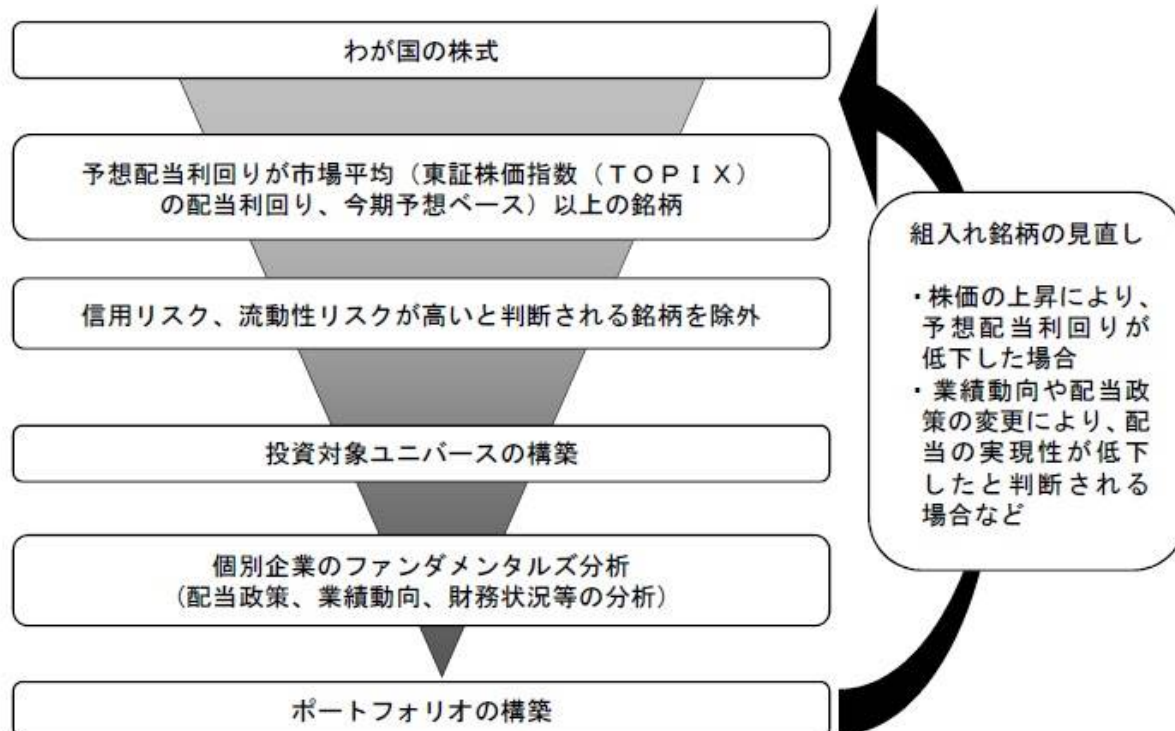 わが国の株式
予想配当利回りが市場平均(東証株価指数(TOPIX)
の配当利回り、今期予想ベース)以上の銘柄
信用リスク、流動性リスクが高いと判断される銘柄を除外
投資対象ユニバースの構築
個別企業のファンダメンタルズ分析
(配当政策、業績動向、財務状況等の分析)
ポートフォリオの構築
組入れ銘柄の見直し
・株価の上昇により、
予想配当利回りが
低下した場合
・業績動向や配当政
策の変更により、配
当の実現性が低下
したと判断される
場合など